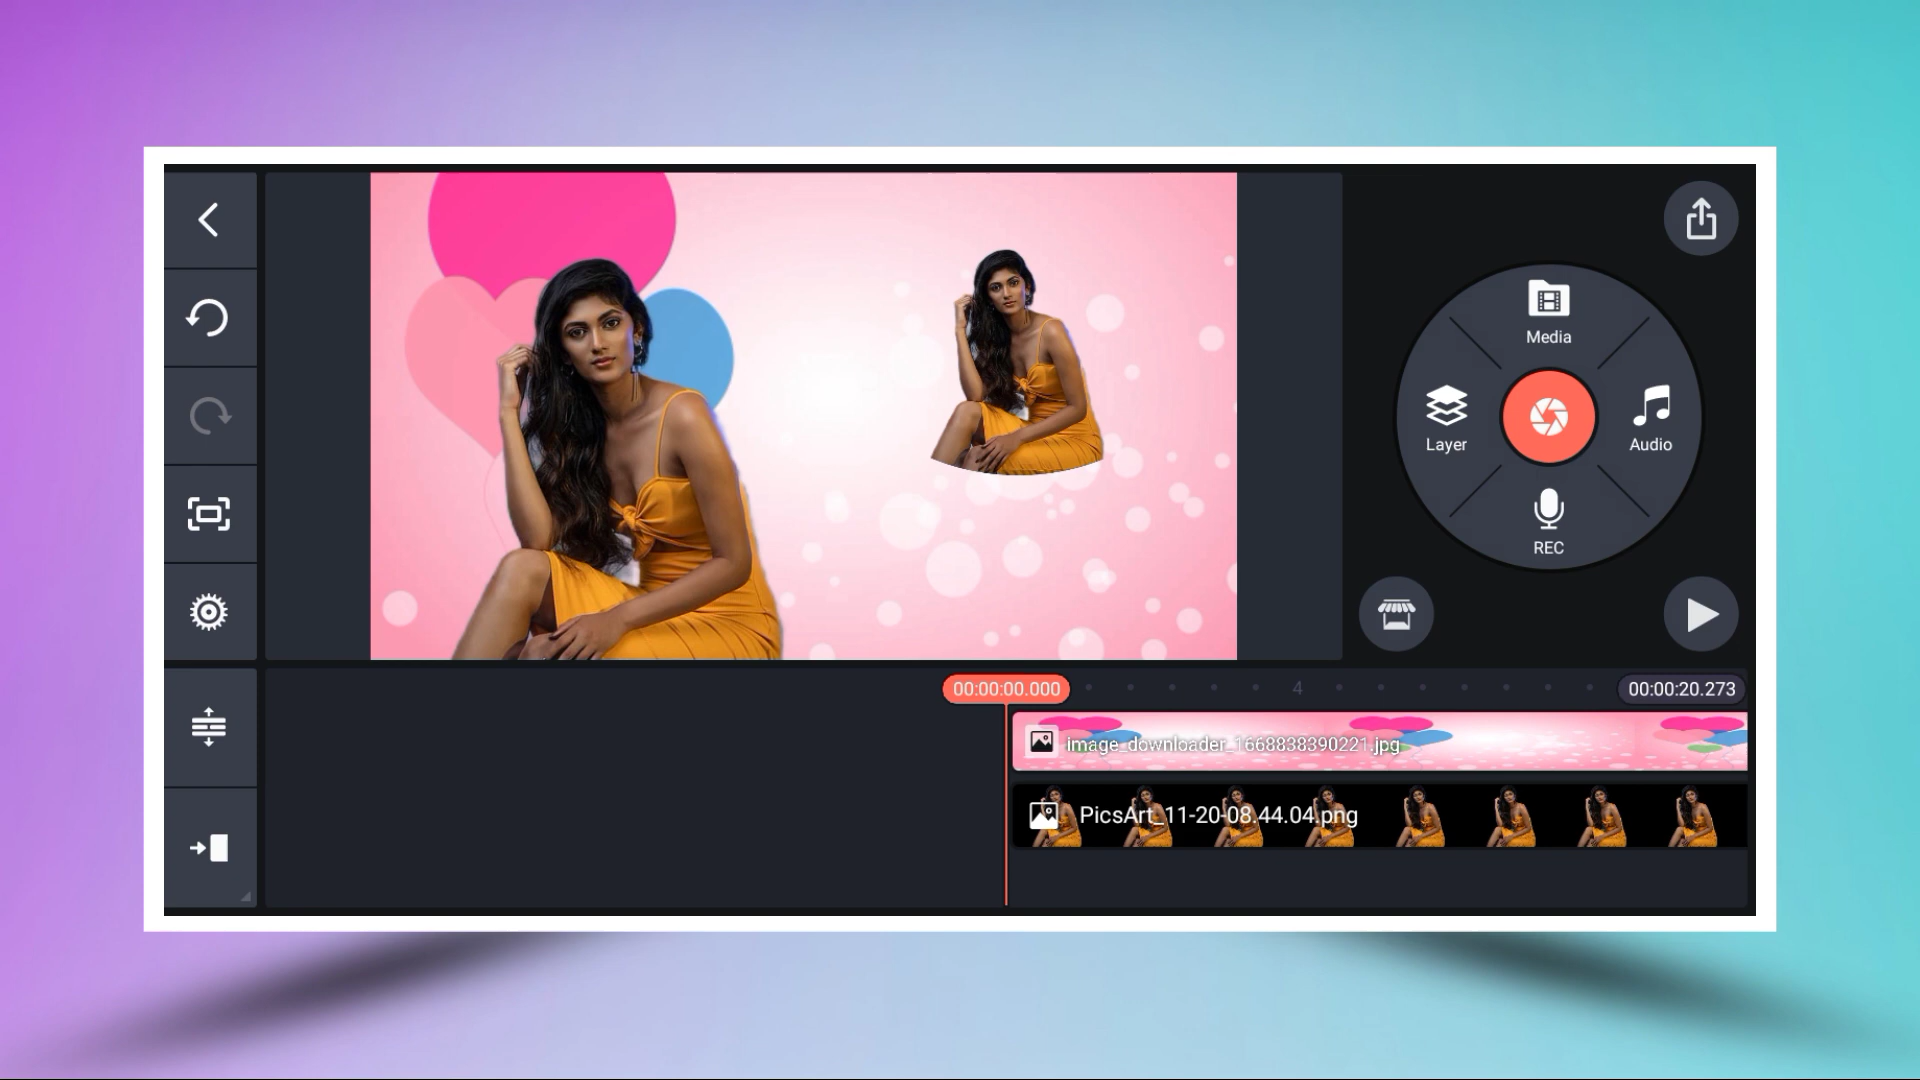 Media
Layer
Audio
REC
00:00:00.000
4
00:00:20.273
image_downloader_1668838390221.jpg
PicsArt_11-20-08.44.04.png